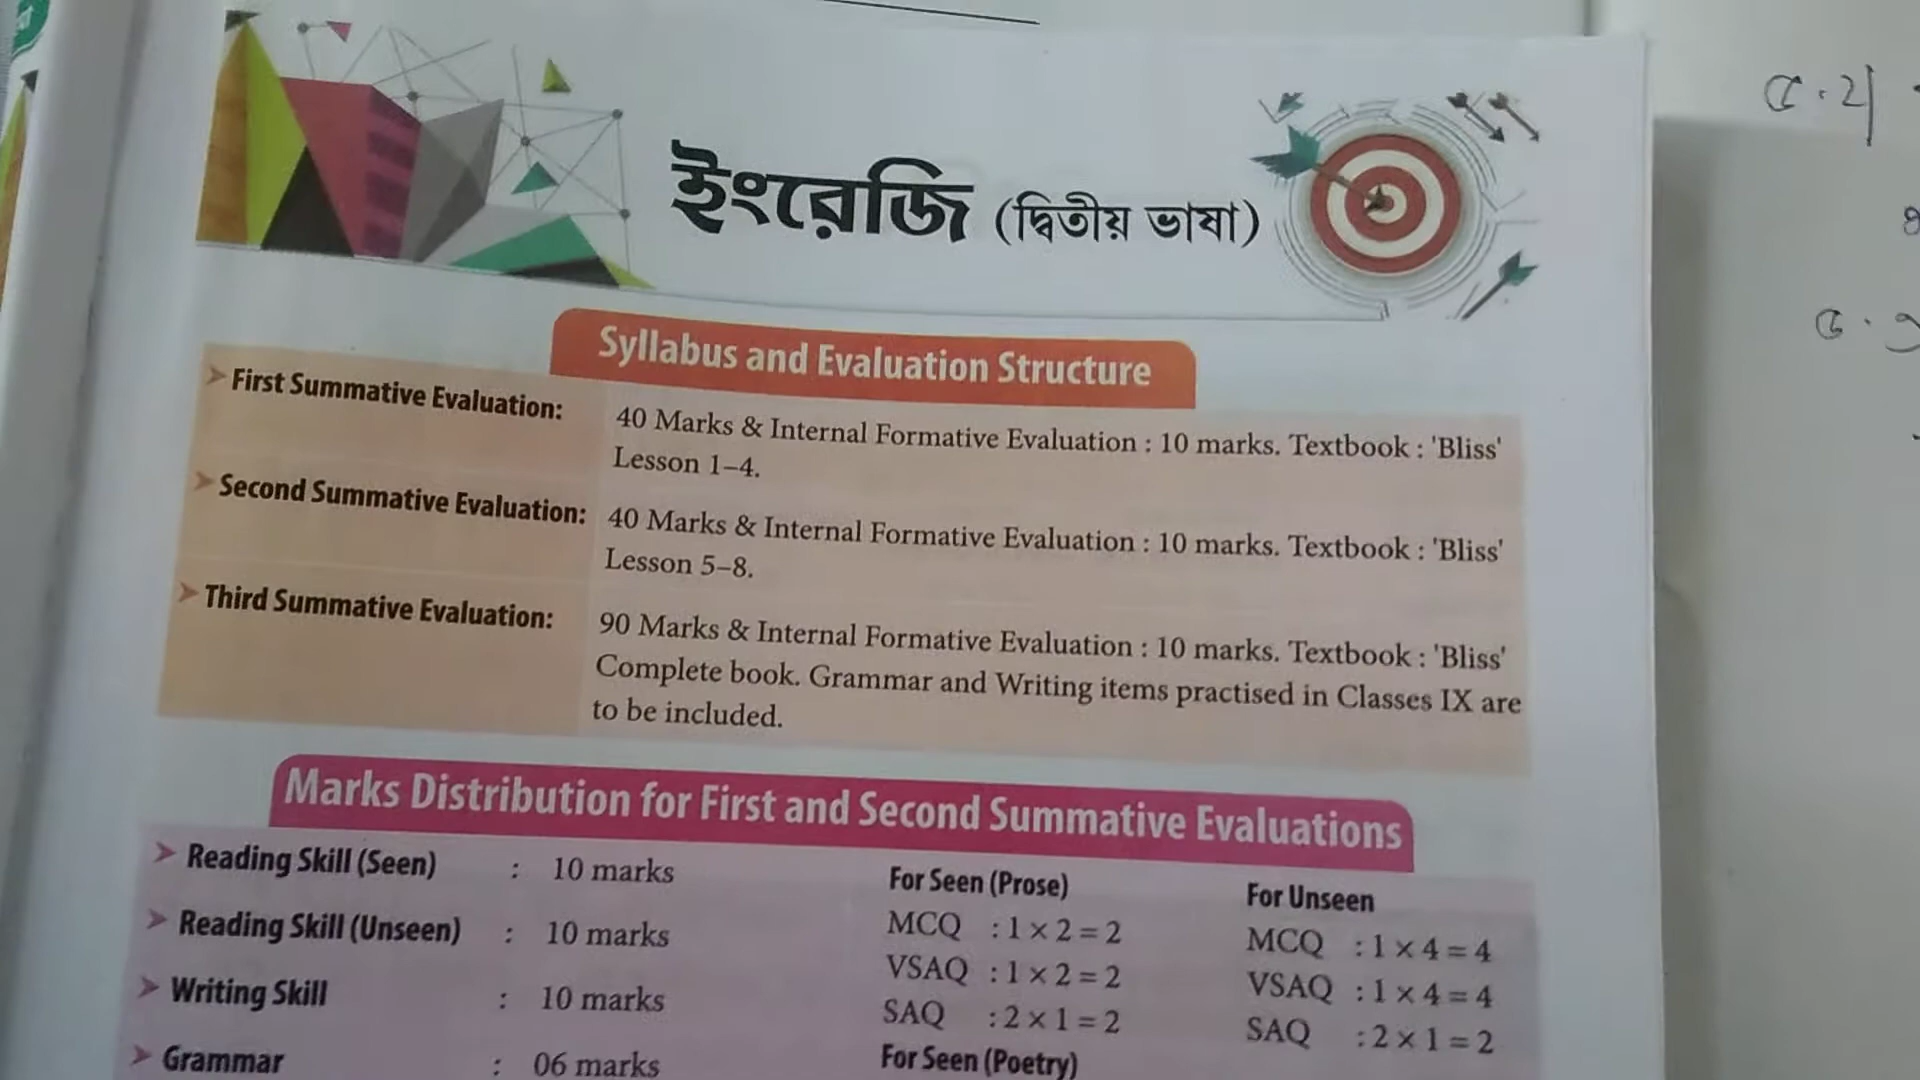 ইংরেজি (দ্বিতীয় ভাষা)
Syllabus and Evaluation Structure
➤ First Summative Evaluation: 40 Marks & Internal Formative Evaluation : 10 marks. Textbook : 'Bliss'
Lesson 1–4.
➤ Second Summative Evaluation: 40 Marks & Internal Formative Evaluation : 10 marks. Textbook : 'Bliss'
Lesson 5–8.
➤ Third Summative Evaluation: 90 Marks & Internal Formative Evaluation : 10 marks. Textbook : 'Bliss'
Complete book. Grammar and Writing items practised in Classes IX are
to be included.
Marks Distribution for First and Second Summative Evaluations
➤ Reading Skill (Seen) : 10 marks
➤ Reading Skill (Unseen) : 10 marks
➤ Writing Skill : 10 marks
➤ Grammar : 06 marks
For Seen (Prose)
MCQ : 1 × 2 = 2
VSAQ : 1 × 2 = 2
SAQ : 2 × 1 = 2
For Seen (Poetry)
For Unseen
MCQ : 1 × 4 = 4
VSAQ : 1 × 4 = 4
SAQ : 2 × 1 = 2